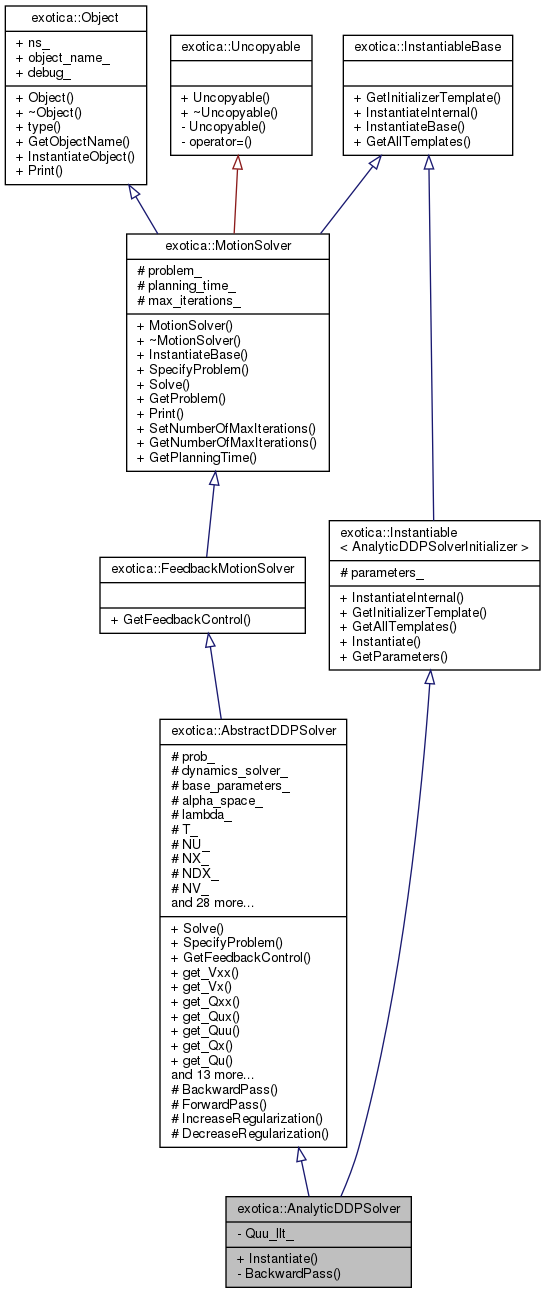 exotica::Object
+ ns_
+ object_name_
+ debug_
+ Object()
+ ~Object()
+ type()
+ GetObjectName()
+ InstantiateObject()
+ Print()
exotica::Uncopyable
+ Uncopyable()
+ ~Uncopyable()
- Uncopyable()
- operator=()
exotica::InstantiableBase
+ GetInitializerTemplate()
+ InstantiateInternal()
+ InstantiateBase()
+ GetAllTemplates()
exotica::MotionSolver
# problem_
# planning_time_
# max_iterations_
+ MotionSolver()
+ ~MotionSolver()
+ InstantiateBase()
+ SpecifyProblem()
+ Solve()
+ GetProblem()
+ Print()
+ SetNumberOfMaxIterations()
+ GetNumberOfMaxIterations()
+ GetPlanningTime()
exotica::Instantiable
< AnalyticDDPSolverInitializer >
# parameters_
+ InstantiateInternal()
+ GetInitializerTemplate()
+ GetAllTemplates()
+ Instantiate()
+ GetParameters()
exotica::FeedbackMotionSolver
+ GetFeedbackControl()
exotica::AbstractDDPSolver
# prob_
# dynamics_solver_
# base_parameters_
# alpha_space_
# lambda_
# T_
# NU_
# NX_
# NDX_
# NV_
and 28 more...
+ Solve()
+ SpecifyProblem()
+ GetFeedbackControl()
+ get_Vxx()
+ get_Vx()
+ get_Qxx()
+ get_Qux()
+ get_Quu()
+ get_Qx()
+ get_Qu()
and 13 more...
# BackwardPass()
# ForwardPass()
# IncreaseRegularization()
# DecreaseRegularization()
exotica::AnalyticDDPSolver
- Quu_llt_
+ Instantiate()
- BackwardPass()